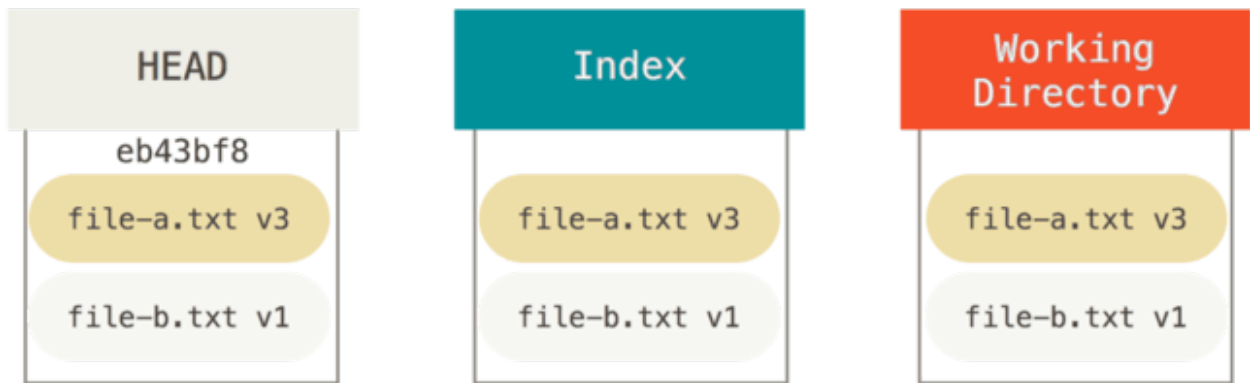 HEAD
eb43bf8
file-a.txt v3
file-b.txt v1
Index
file-a.txt v3
file-b.txt v1
Working
Directory
file-a.txt v3
file-b.txt v1